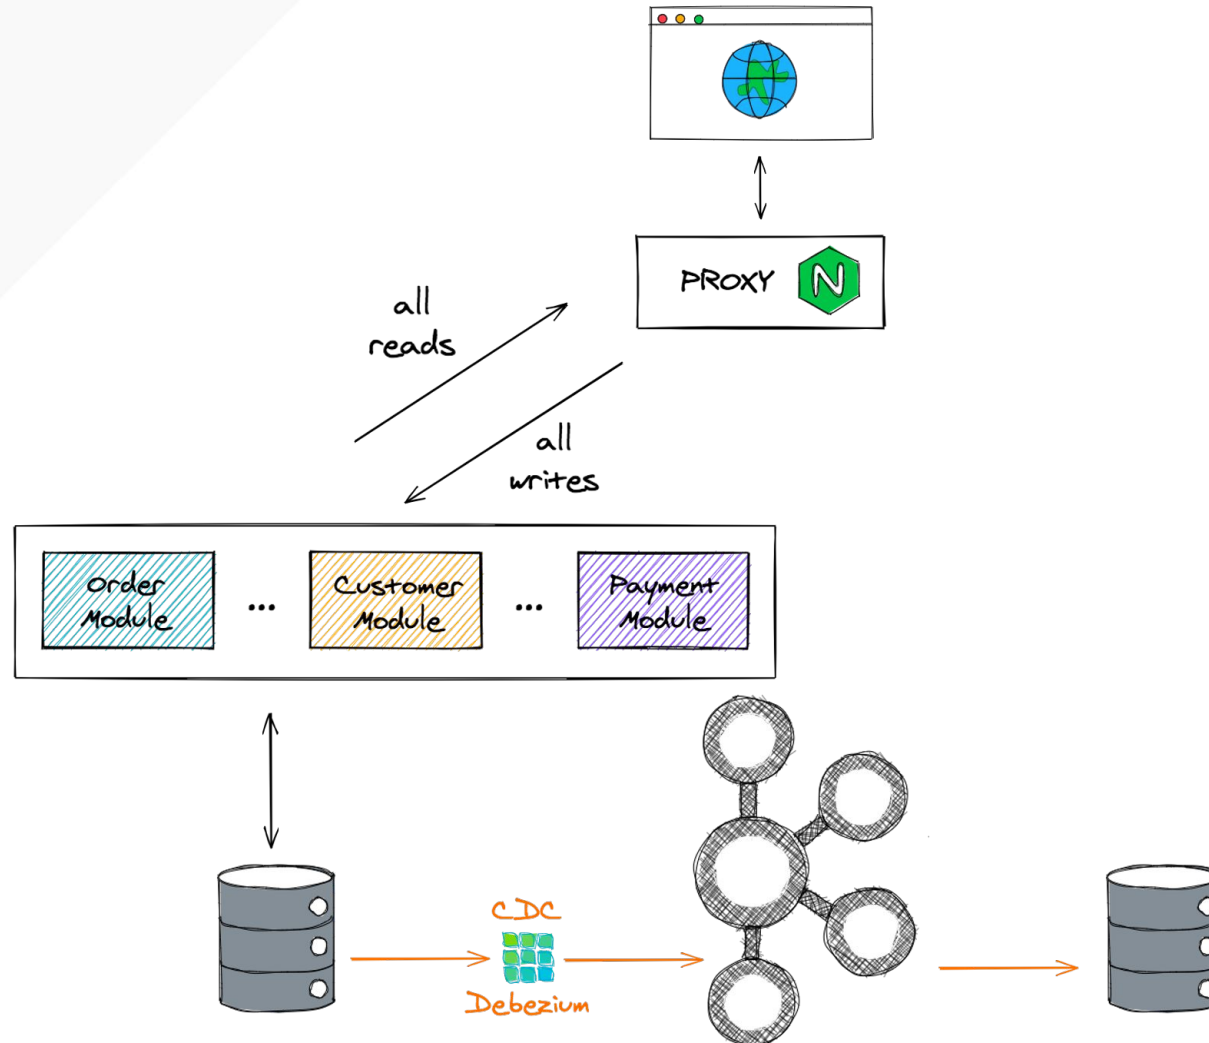 PROXY
N
all
reads
all
writes
Order
Module
...
Customer
Module
...
Payment
Module
CDC
Debezium